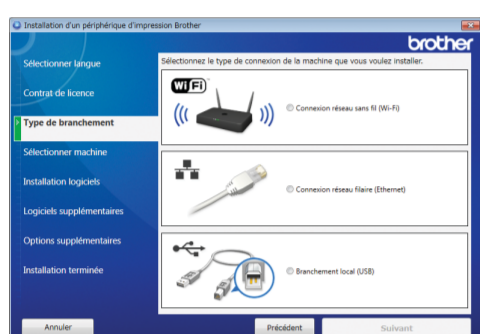 Installation d'un périphérique d'impression Brother
brother
Sélectionner langue
Contrat de licence
Type de branchement
Sélectionner machine
Installation logiciels
Logiciels supplémentaires
Options supplémentaires
Installation terminée
Sélectionnez le type de connexion de la machine que vous voulez installer.
Wi Fi
Connexion réseau sans fil (Wi-Fi)
Connexion réseau filaire (Ethernet)
Branchement local (USB)
Annuler
Précédent
Suivant